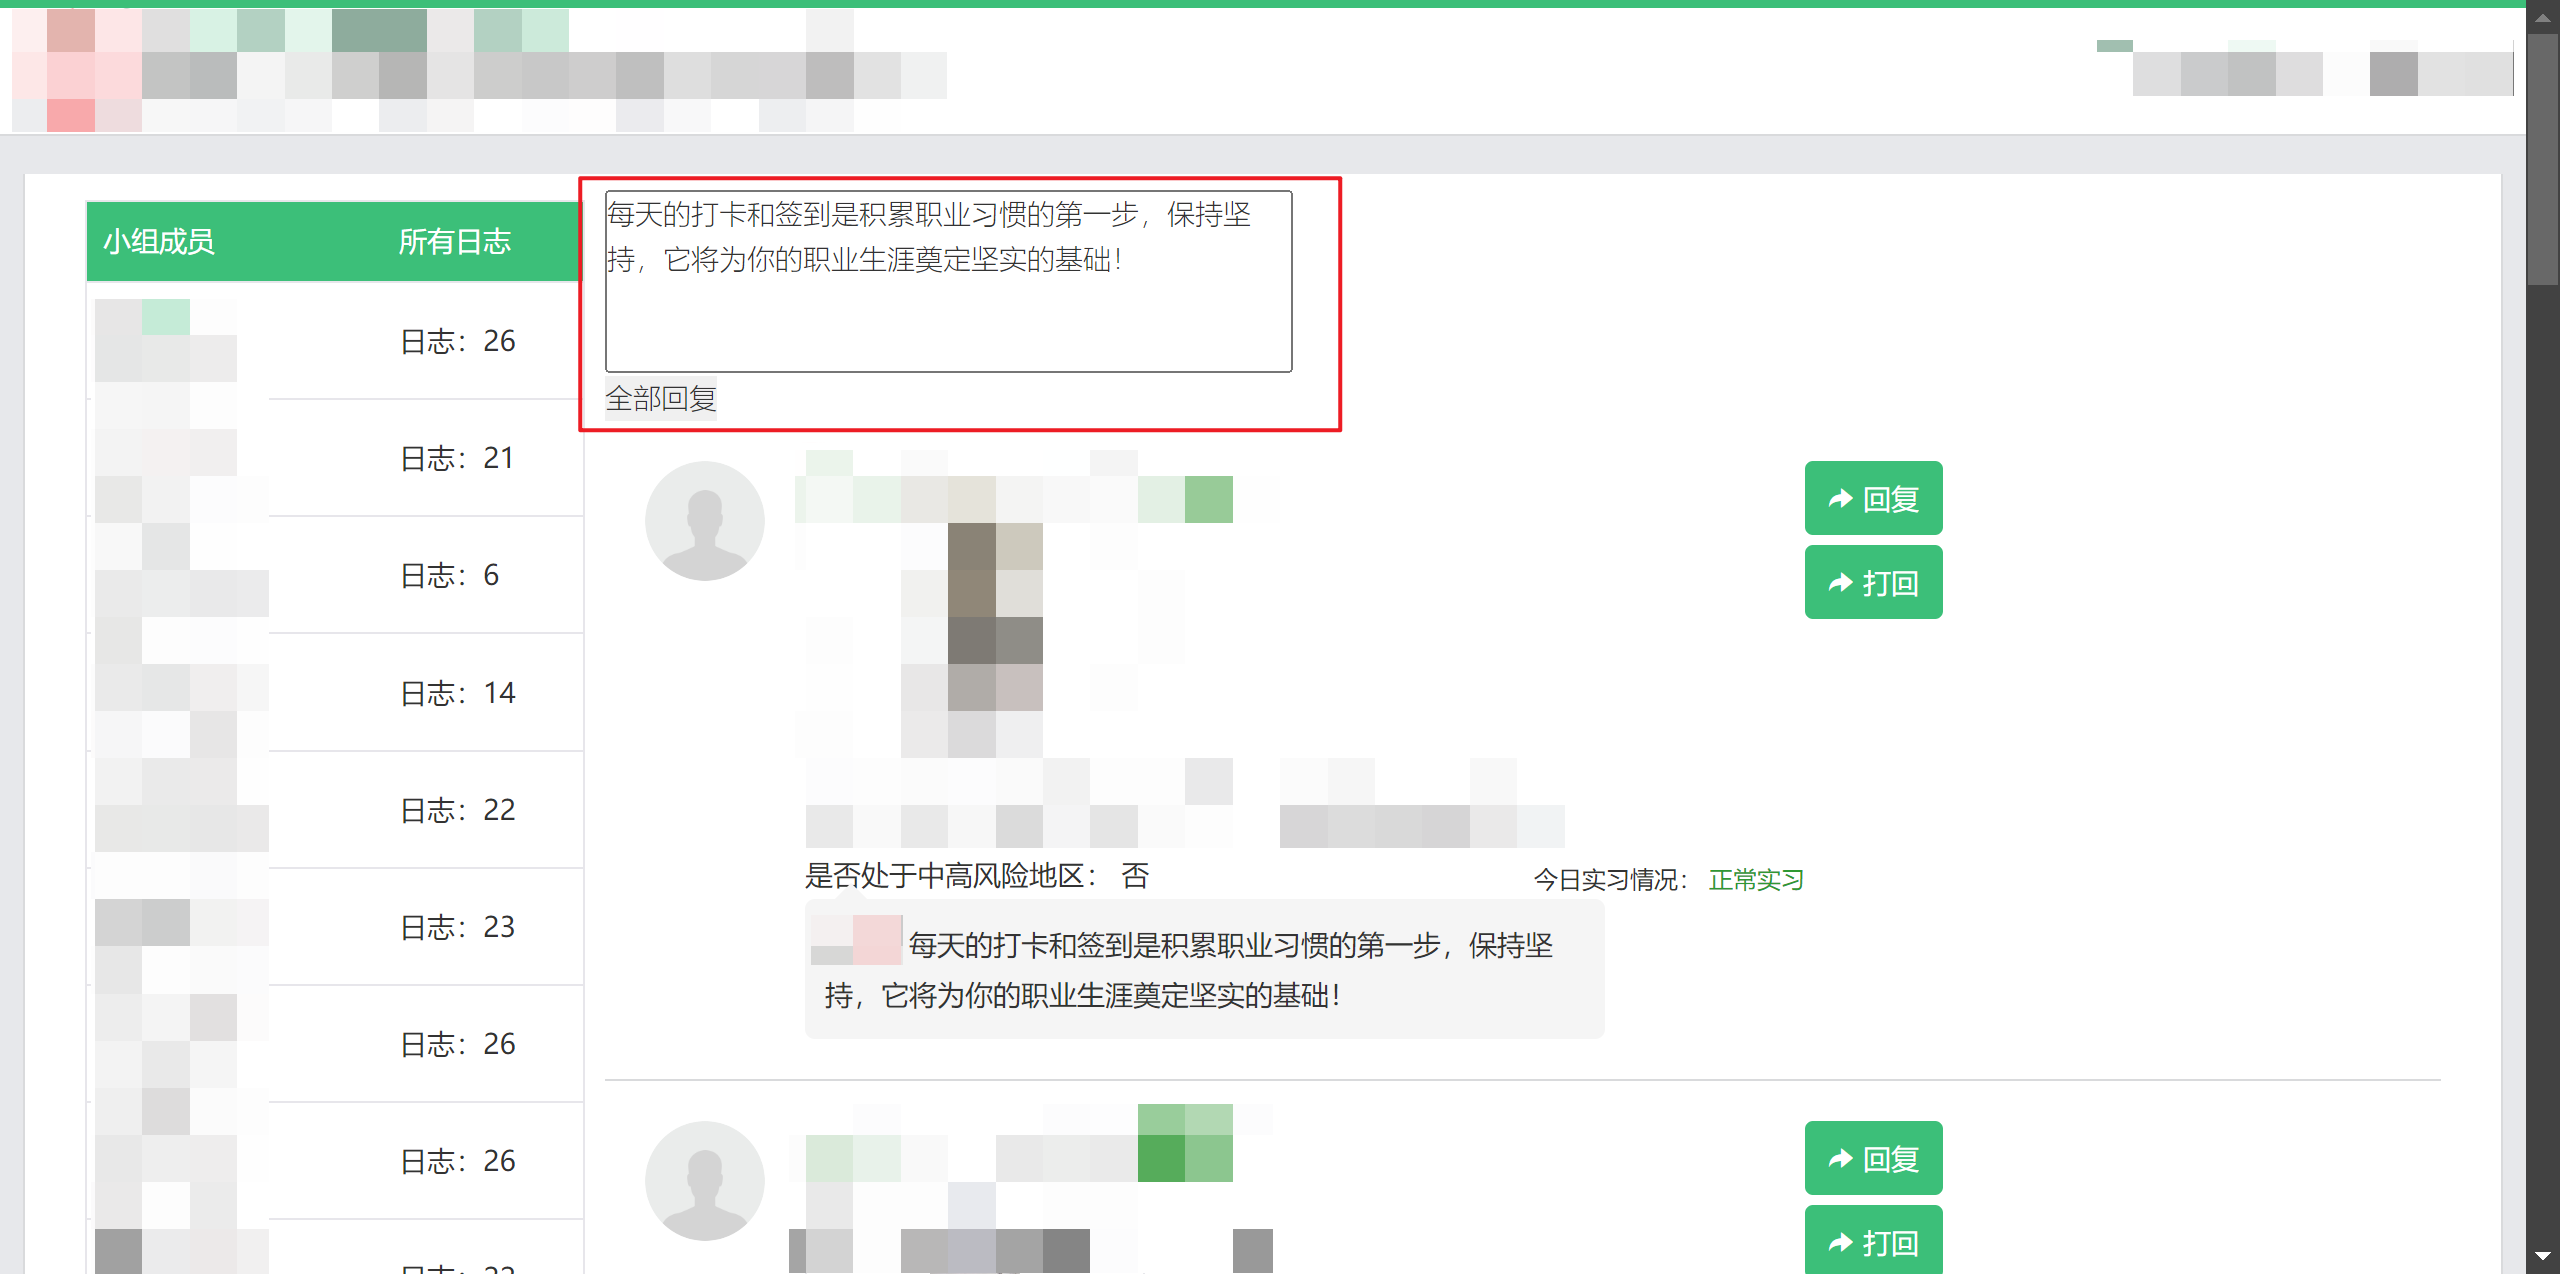 小组成员 所有日志
日志：26
日志：21
日志：6
日志：14
日志：22
日志：23
日志：26
日志：26
每天的打卡和签到是积累职业习惯的第一步，保持坚
持，它将为你的职业生涯奠定坚实的基础！
全部回复
回复
打回
是否处于中高风险地区： 否
今日实习情况： 正常实习
每天的打卡和签到是积累职业习惯的第一步，保持坚
持，它将为你的职业生涯奠定坚实的基础！
回复
打回